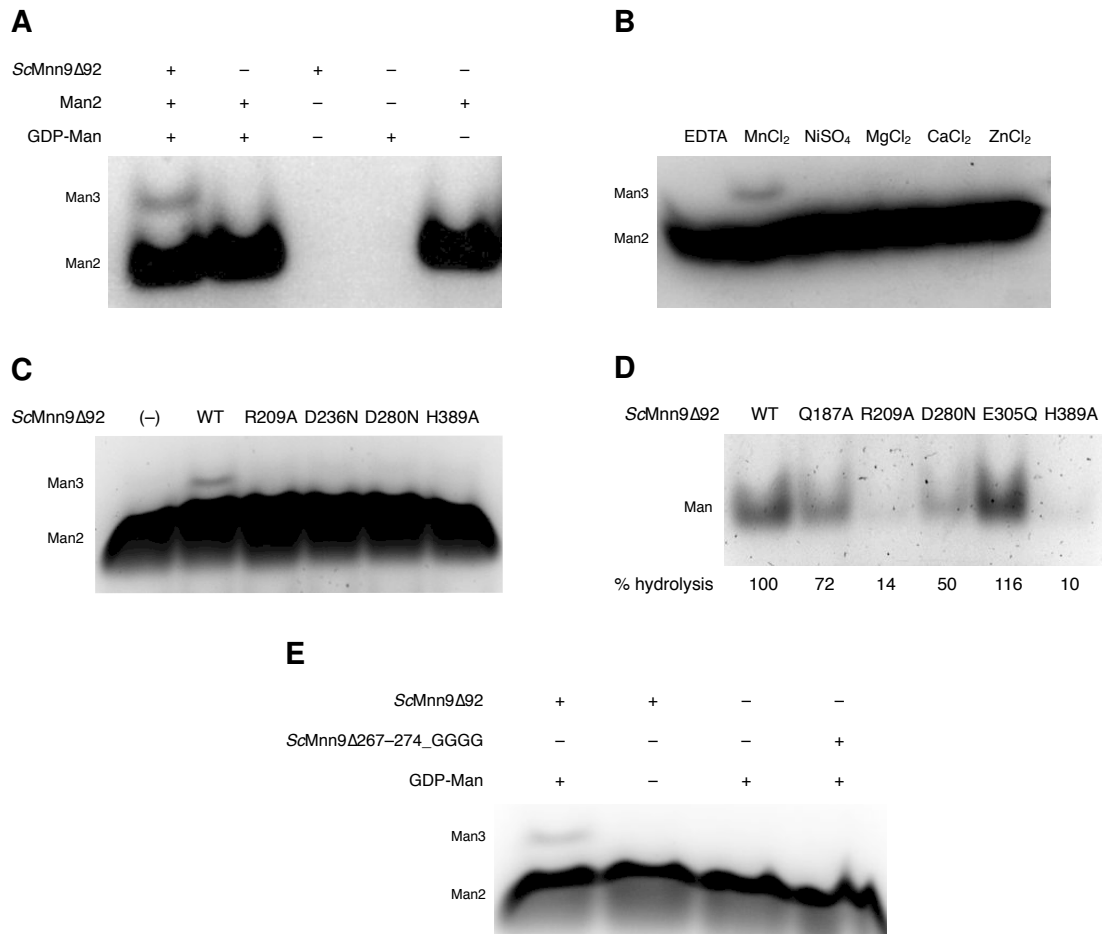 A
ScMnn9Δ92 + – + – –
Man2 + + – – +
GDP-Man + + – + –
Man3
Man2
B
EDTA MnCl₂ NiSO₄ MgCl₂ CaCl₂ ZnCl₂
Man3
Man2
C
ScMnn9Δ92 (–) WT R209A D236N D280N H389A
Man3
Man2
D
ScMnn9Δ92 WT Q187A R209A D280N E305Q H389A
Man
% hydrolysis 100 72 14 50 116 10
E
ScMnn9Δ92 + + – –
ScMnn9Δ267–274_GGGG – – – +
GDP-Man + – + +
Man3
Man2